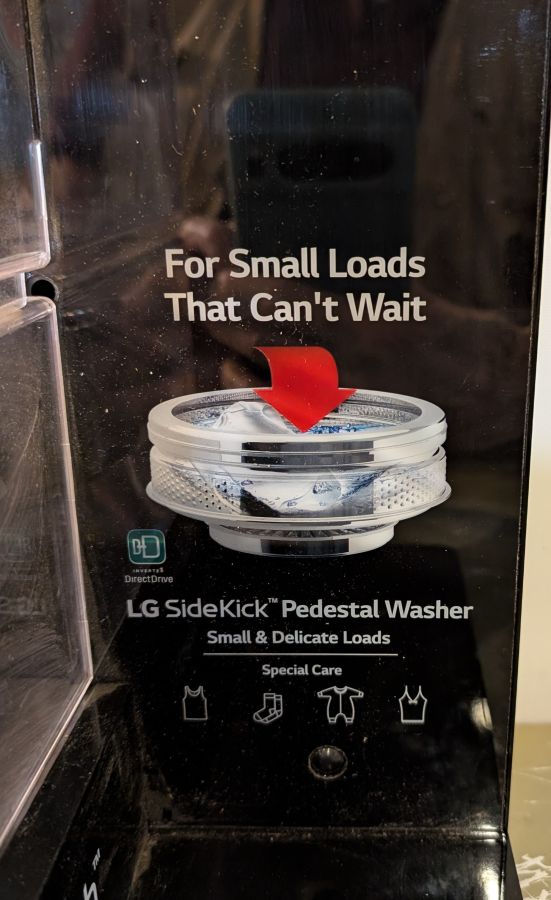 For Small Loads
That Can't Wait
INVERTER
DirectDrive
LG SideKick™ Pedestal Washer
Small & Delicate Loads
Special Care